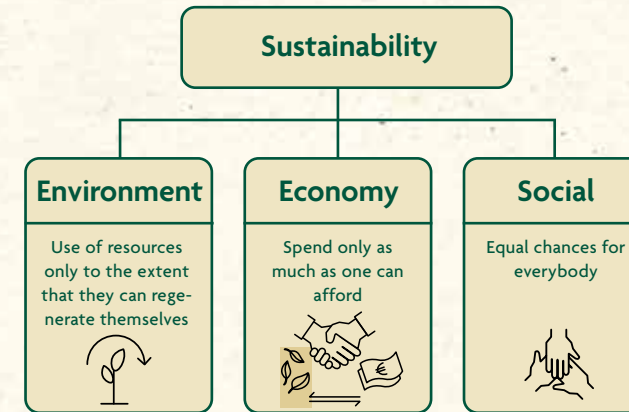 Sustainability
Environment
Use of resources
only to the extent
that they can rege-
nerate themselves
Economy
Spend only as
much as one can
afford
€
Social
Equal chances for
everybody